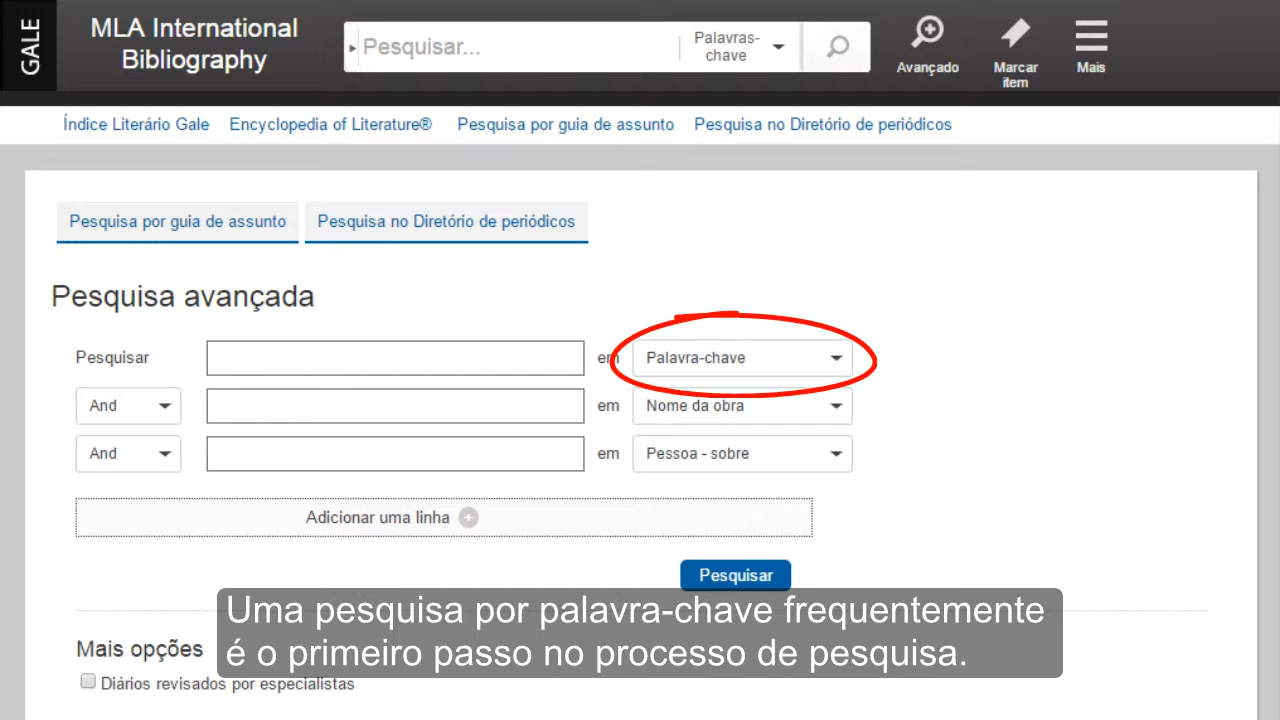 GALE
MLA International
Bibliography
Pesquisar...
Palavras-
chave
Avançado
Marcar
item
Mais
Índice Literário Gale Encyclopedia of Literature® Pesquisa por guia de assunto Pesquisa no Diretório de periódicos
Pesquisa por guia de assunto Pesquisa no Diretório de periódicos
Pesquisa avançada
Pesquisar em Palavra-chave
And em Nome da obra
And em Pessoa - sobre
Adicionar uma linha
Pesquisar
Uma pesquisa por palavra-chave frequentemente
é o primeiro passo no processo de pesquisa.
Mais opções
Diários revisados por especialistas